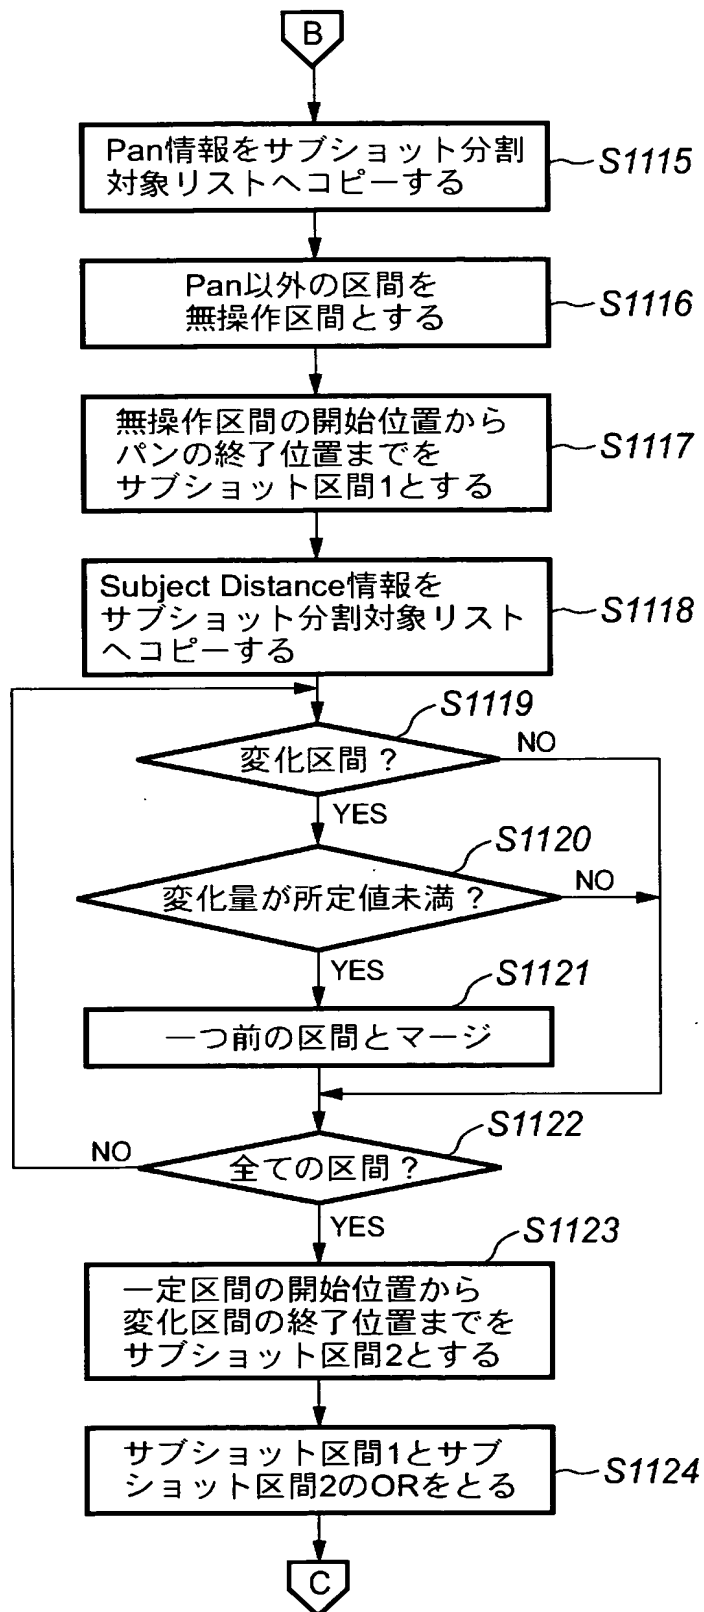 B
Pan情報をサブショット分割
対象リストへコピーする
S1115
Pan以外の区間を
無操作区間とする
S1116
無操作区間の開始位置から
パンの終了位置までを
サブショット区間1とする
S1117
Subject Distance情報を
サブショット分割対象リスト
へコピーする
S1118
S1119
変化区間?
NO
YES
S1120
変化量が所定値未満?
NO
YES
S1121
一つ前の区間とマージ
S1122
NO
全ての区間?
YES
S1123
一定区間の開始位置から
変化区間の終了位置までを
サブショット区間2とする
サブショット区間1とサブ
ショット区間2のORをとる
S1124
C